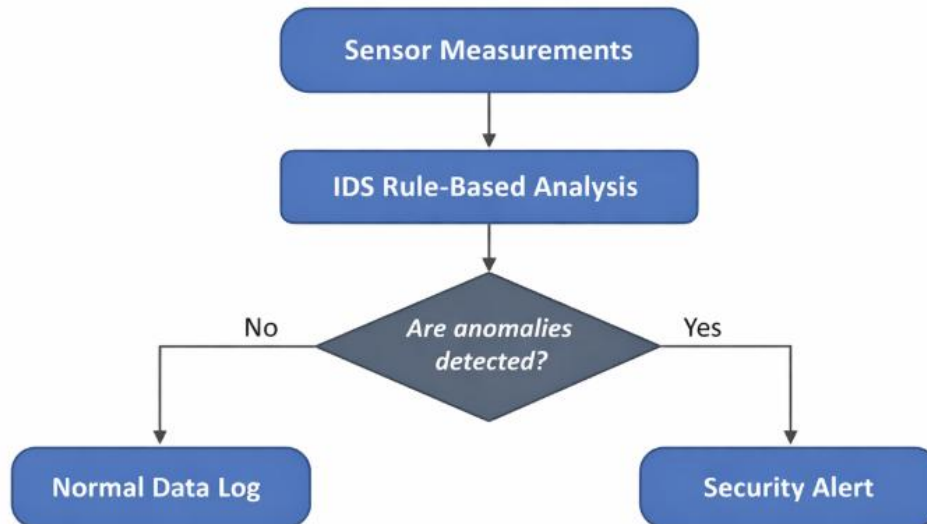 Sensor Measurements
IDS Rule-Based Analysis
Are anomalies
detected?
No
Yes
Normal Data Log
Security Alert